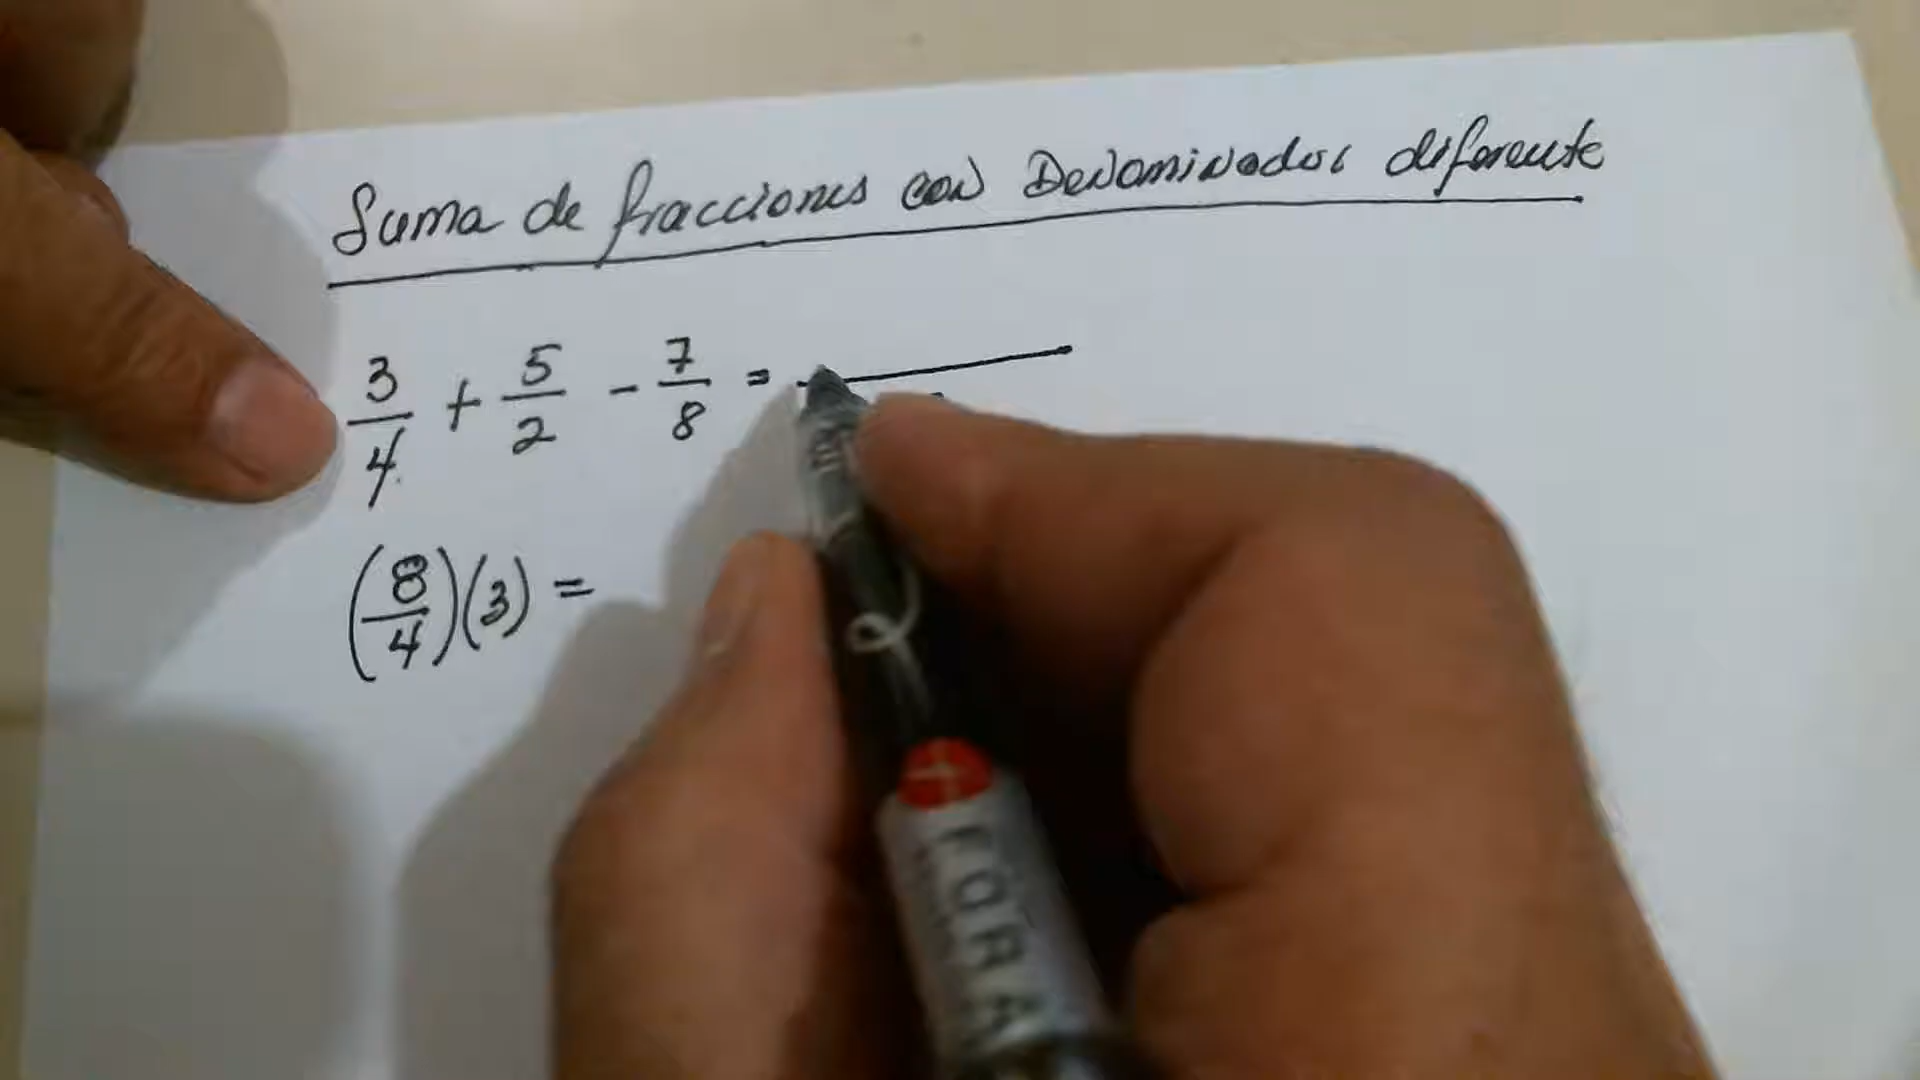 Suma de fracciones con Denominador diferente
3/4 + 5/2 - 7/8 =
(8/4)(3) =